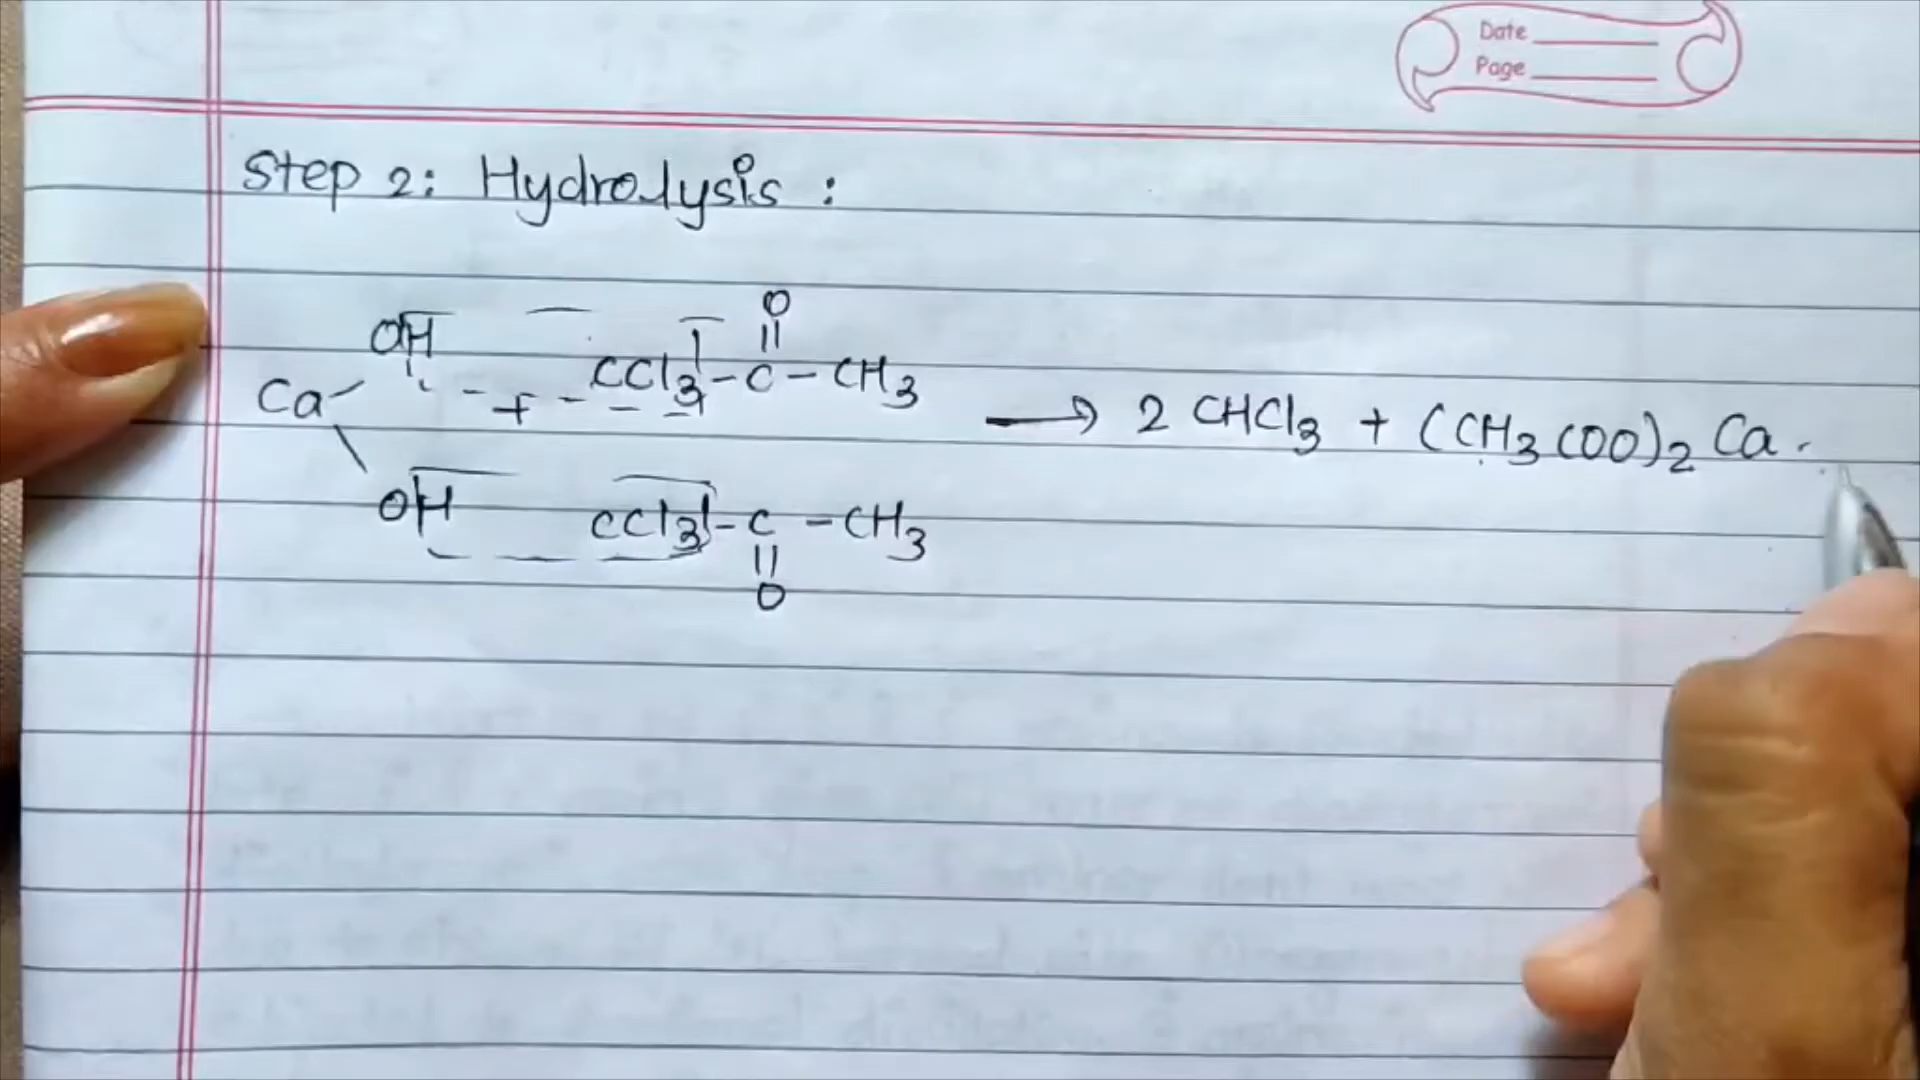 Date
Page
Step 2: Hydrolysis :
O
||
OH
CCl3-C-CH3
Ca
+
→ 2 CHCl3 + (CH3COO)2 Ca.
OH
CCl3-C-CH3
||
O